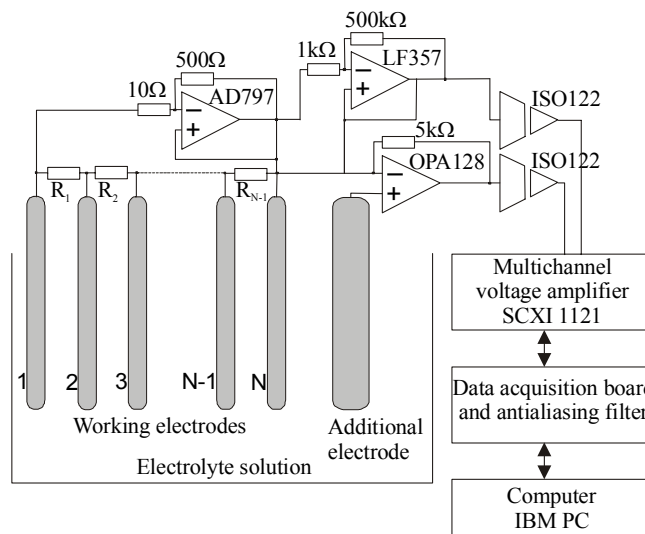 500kΩ
1kΩ
LF357
500Ω
10Ω
AD797
ISO122
5kΩ
OPA128
ISO122
R1 R2 RN-1
1 2 3 N-1 N
Working electrodes
Additional
electrode
Electrolyte solution
Multichannel
voltage amplifier
SCXI 1121
Data acquisition board
and antialiasing filter
Computer
IBM PC